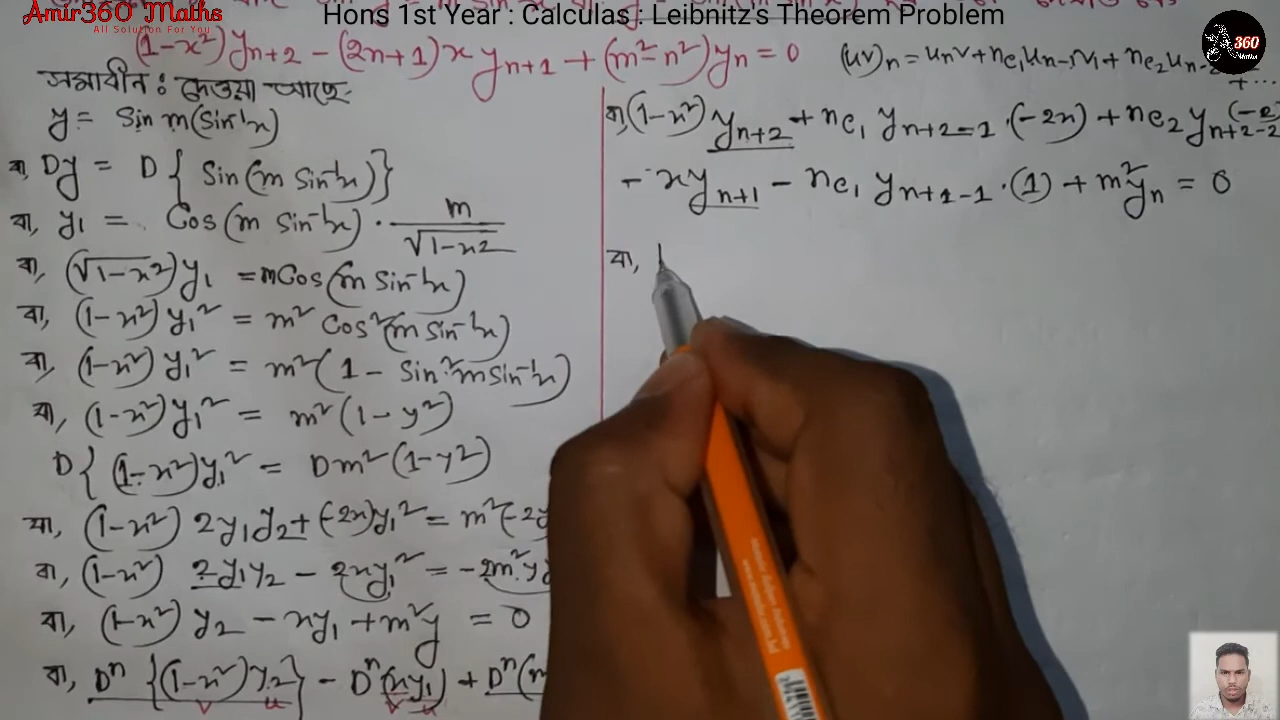 Amir360 Maths
All Solution For You
Hons 1st Year : Calculas : Leibnitz's Theorem Problem
360
Maths
(1-x²)yₙ₊₂ - (2n+1)x yₙ₊₁ + (m²-n²)yₙ = 0
(uv)ₙ = uₙv + nc₁uₙ₋₁v₁ + nc₂uₙ₋₂
+ ...
সমাধান : দেওয়া আছে
y = Sin m(Sin⁻¹x)
বা, Dy = D { Sin(m Sin⁻¹x)}
বা, y₁ = Cos(m Sin⁻¹x) · m/√1-x2
বা, (√1-x²)y₁ = mCos(m Sin⁻¹x)
বা, (1-x²) y₁² = m² Cos²(m Sin⁻¹x)
বা, (1-x²) y₁² = m²(1 - Sin²m Sin⁻¹x)
বা, (1-x²)y₁² = m²(1-y²)
D{ (1-x²)y₁² = Dm²(1-y²)
বা, (1-x²) 2y₁y₂ + (-2x)y₁² = m²(-2y
বা, (1-x²) 2y₁y₂ - 2xy₁² = -2m²y
বা, (1-x²) y₂ - xy₁ + m²y = 0
বা, Dⁿ {(1-x²)y₂} - Dⁿ(xy₁) + Dⁿ(m
v u v u
বা, (1-x²) yₙ₊₂ + nc₁ yₙ₊₂₋₁ · (-2x) + nc₂ yₙ₊₂₋₂ (-2
- xyₙ₊₁ - nc₁ yₙ₊₁₋₁ · (1) + m²yₙ = 0
বা,